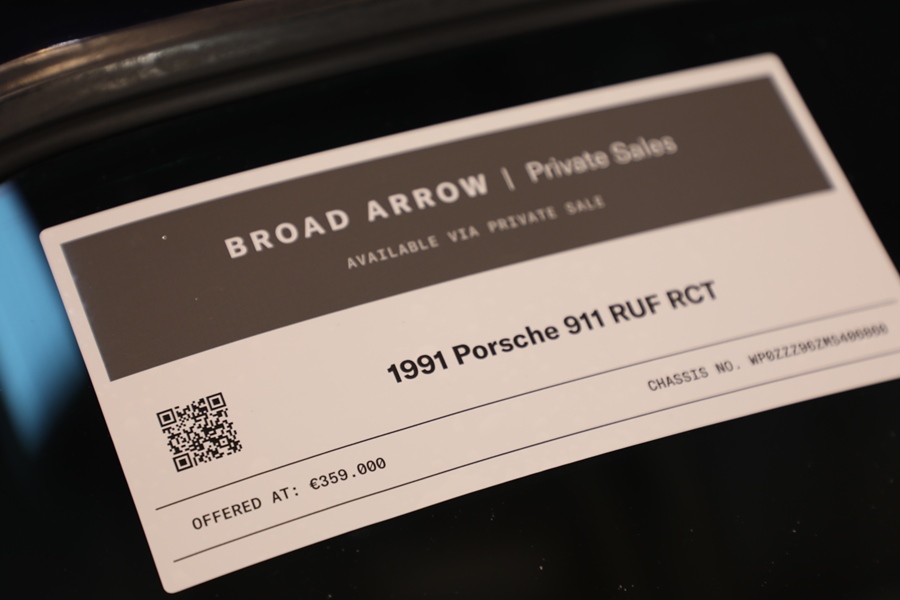 BROAD ARROW | Private Sales
AVAILABLE VIA PRIVATE SALE
1991 Porsche 911 RUF RCT
CHASSIS NO.
OFFERED AT: €359.000